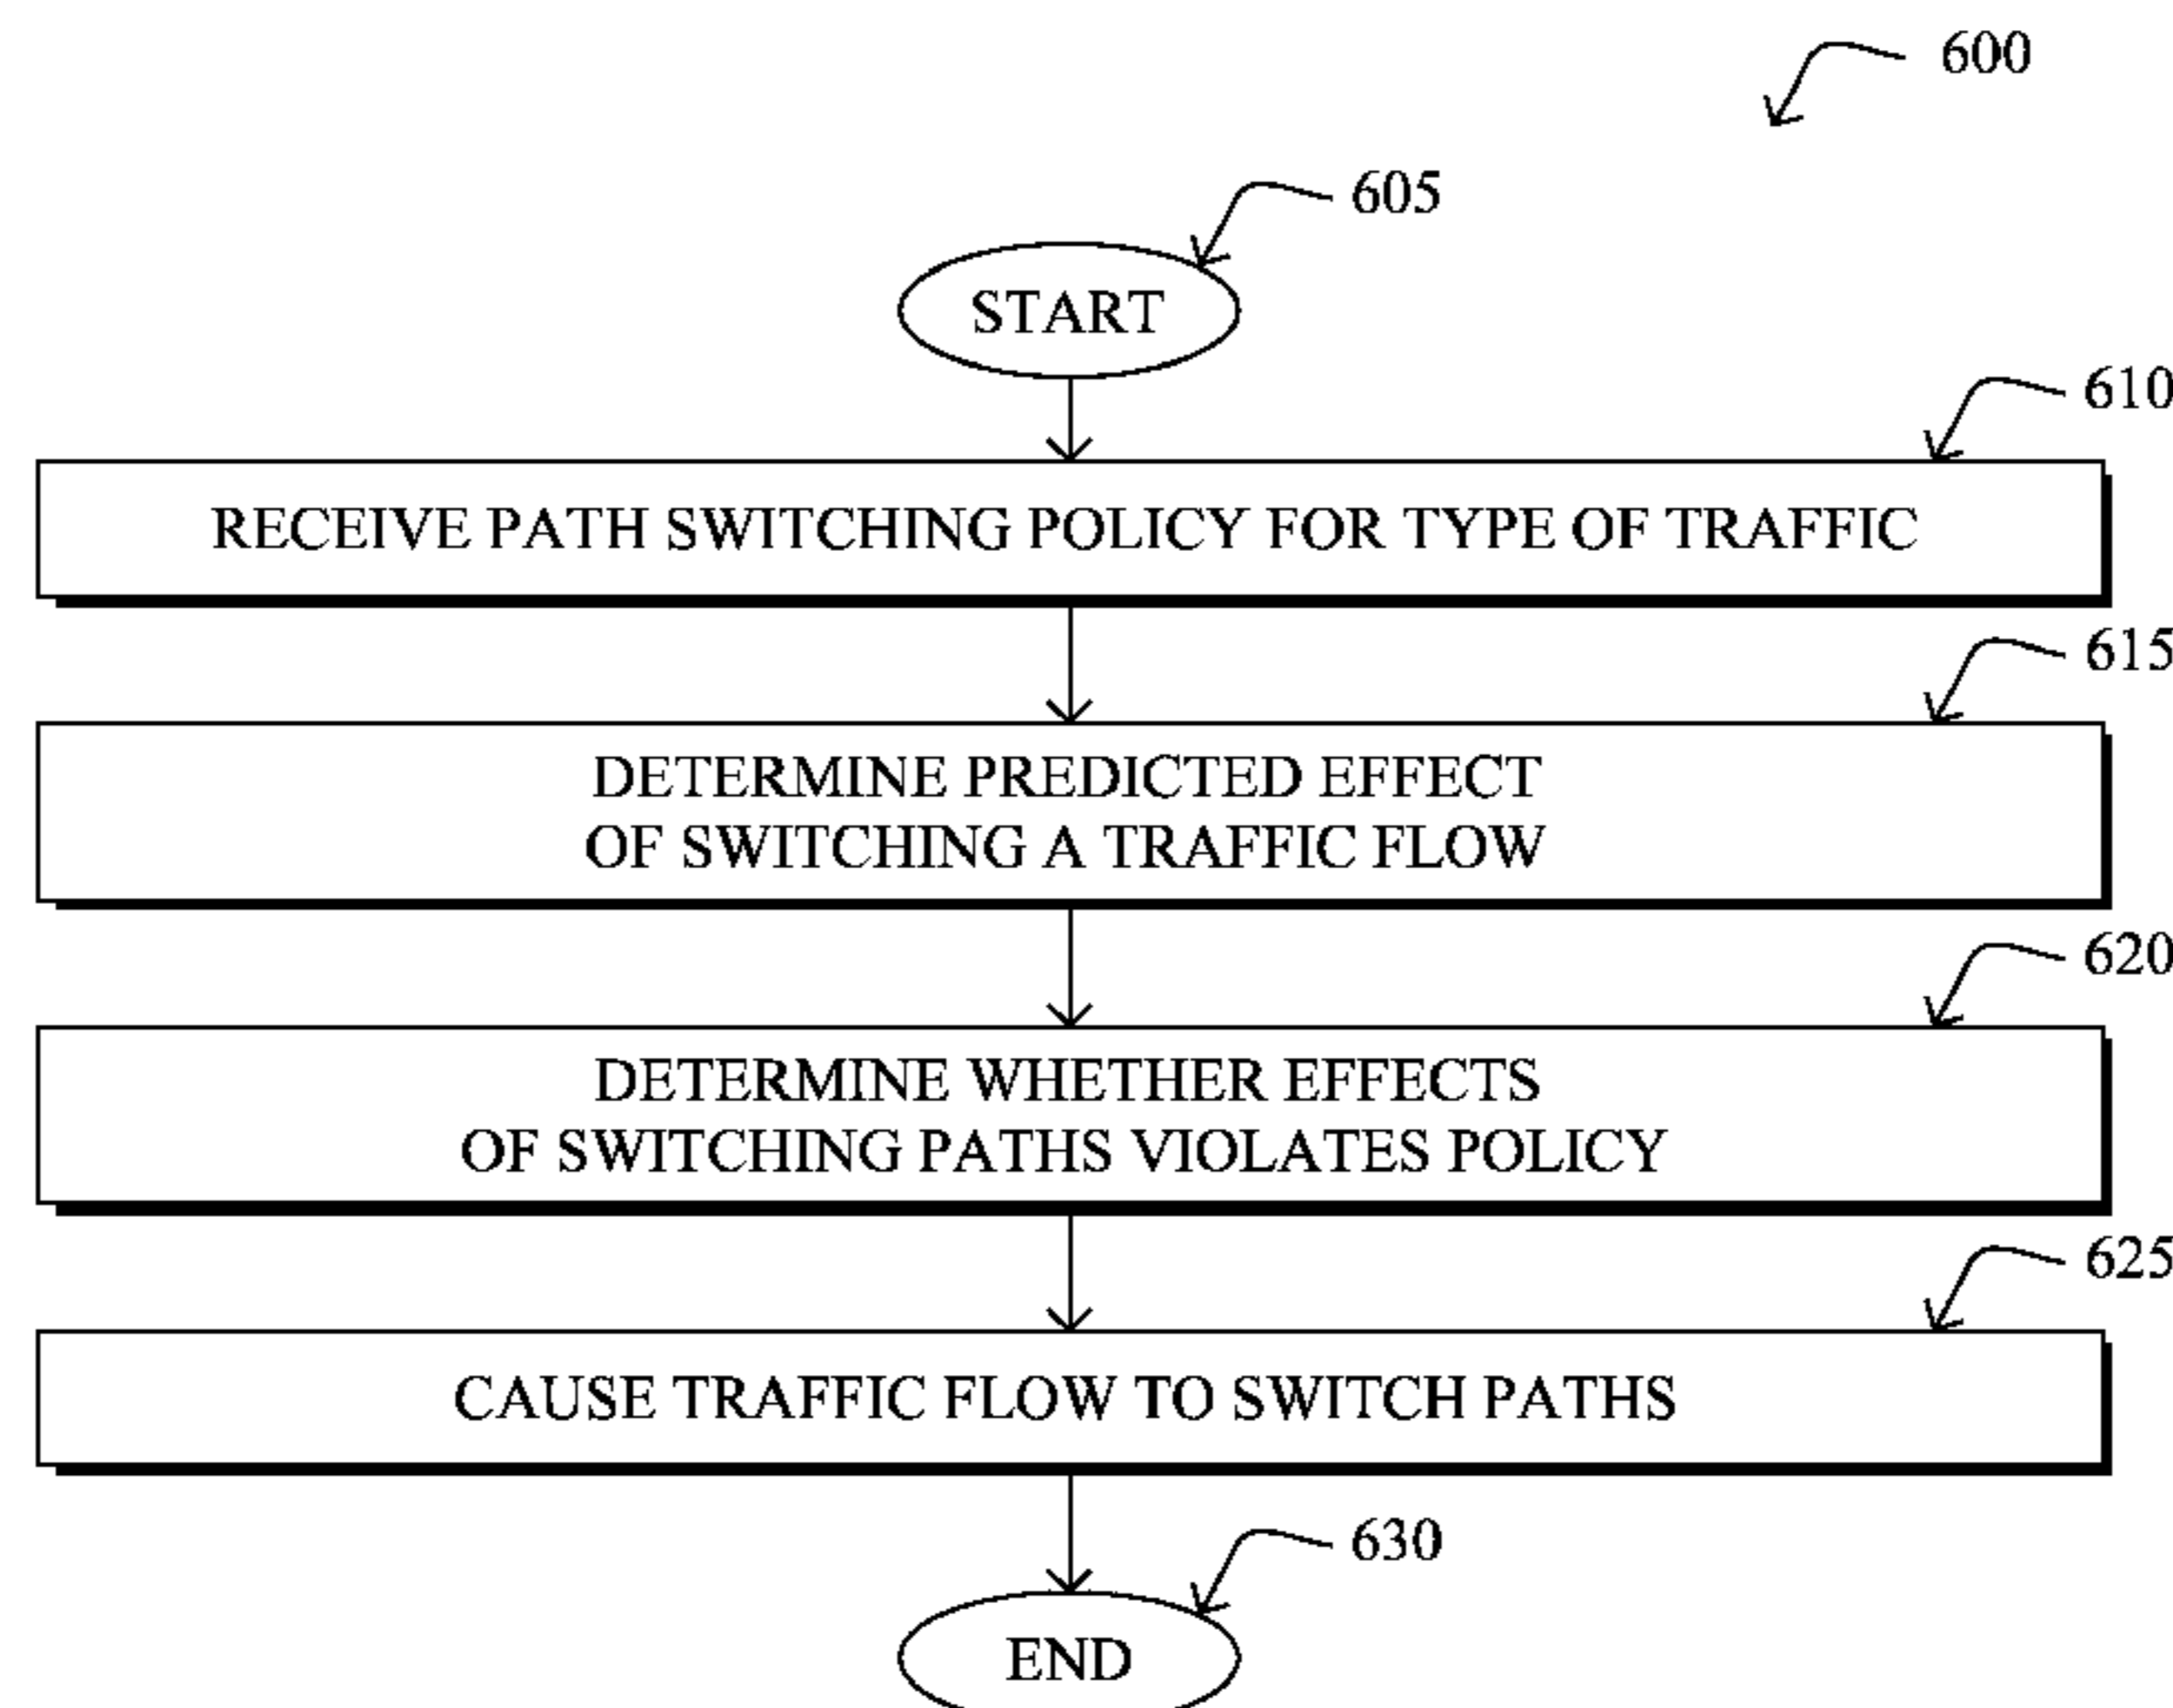 600
605
START
610
RECEIVE PATH SWITCHING POLICY FOR TYPE OF TRAFFIC
615
DETERMINE PREDICTED EFFECT
OF SWITCHING A TRAFFIC FLOW
620
DETERMINE WHETHER EFFECTS
OF SWITCHING PATHS VIOLATES POLICY
625
CAUSE TRAFFIC FLOW TO SWITCH PATHS
630
END